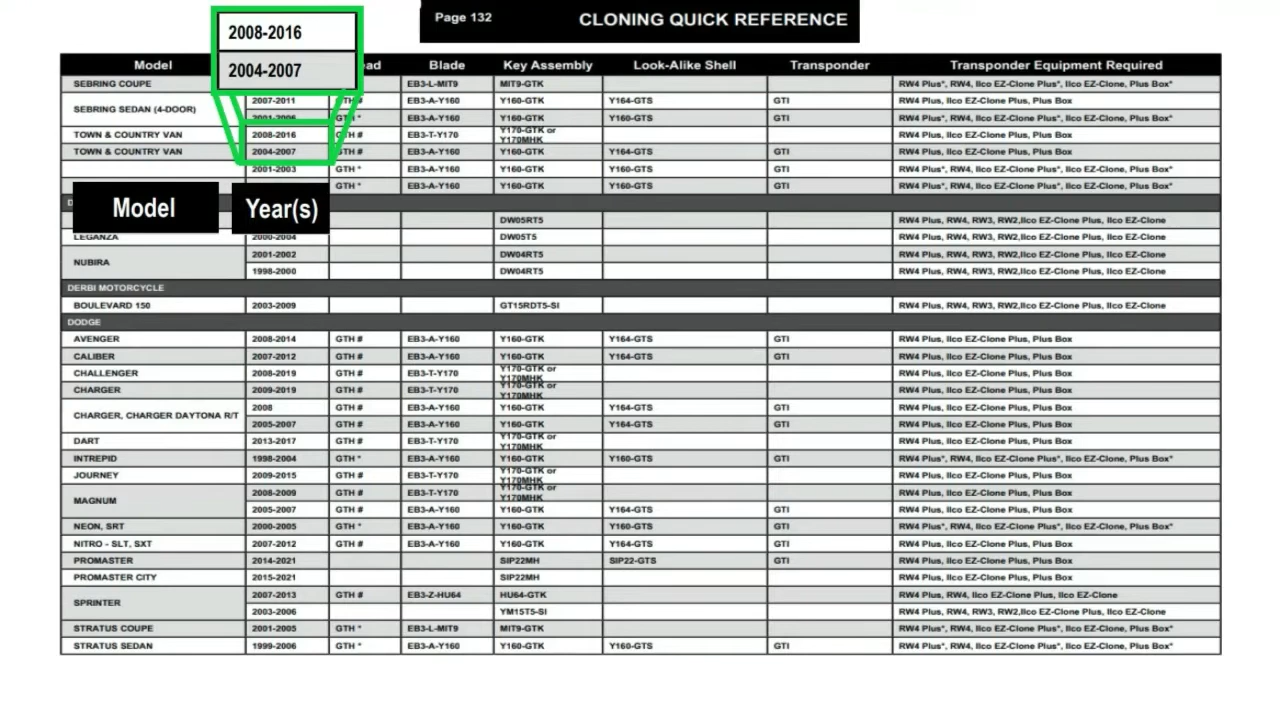 Page 132 CLONING QUICK REFERENCE
2008-2016
2004-2007
Model ead Blade Key Assembly Look-Alike Shell Transponder Transponder Equipment Required
SEBRING COUPE EB3-L-MIT9 MIT9-GTK RW4 Plus*, RW4, Ilco EZ-Clone Plus*, Ilco EZ-Clone, Plus Box*
SEBRING SEDAN (4-DOOR) 2007-2011 GTH # EB3-A-Y160 Y160-GTK Y164-GTS GTI RW4 Plus, Ilco EZ-Clone Plus, Plus Box
2001-2006 GTH * EB3-A-Y160 Y160-GTK Y160-GTS GTI RW4 Plus*, RW4, Ilco EZ-Clone Plus*, Ilco EZ-Clone, Plus Box*
TOWN & COUNTRY VAN 2008-2016 GTH # EB3-T-Y170 Y170-GTK or Y170MHK RW4 Plus, Ilco EZ-Clone Plus, Plus Box
TOWN & COUNTRY VAN 2004-2007 GTH # EB3-A-Y160 Y160-GTK Y164-GTS GTI RW4 Plus, Ilco EZ-Clone Plus, Plus Box
2001-2003 GTH * EB3-A-Y160 Y160-GTK Y160-GTS GTI RW4 Plus*, RW4, Ilco EZ-Clone Plus*, Ilco EZ-Clone, Plus Box*
GTH * EB3-A-Y160 Y160-GTK Y160-GTS GTI RW4 Plus*, RW4, Ilco EZ-Clone Plus*, Ilco EZ-Clone, Plus Box*
Model Year(s)
DW05RT5 RW4 Plus, RW4, RW3, RW2,Ilco EZ-Clone Plus, Ilco EZ-Clone
LEGANZA 2000-2004 DW05T5 RW4 Plus, RW4, RW3, RW2,Ilco EZ-Clone Plus, Ilco EZ-Clone
NUBIRA 2001-2002 DW04RT5 RW4 Plus, RW4, RW3, RW2,Ilco EZ-Clone Plus, Ilco EZ-Clone
1998-2000 DW04RT5 RW4 Plus, RW4, RW3, RW2,Ilco EZ-Clone Plus, Ilco EZ-Clone
DERBI MOTORCYCLE
BOULEVARD 150 2003-2009 GT15RDT5-SI RW4 Plus, RW4, RW3, RW2,Ilco EZ-Clone Plus, Ilco EZ-Clone
DODGE
AVENGER 2008-2014 GTH # EB3-A-Y160 Y160-GTK Y164-GTS GTI RW4 Plus, Ilco EZ-Clone Plus, Plus Box
CALIBER 2007-2012 GTH # EB3-A-Y160 Y160-GTK Y164-GTS GTI RW4 Plus, Ilco EZ-Clone Plus, Plus Box
CHALLENGER 2008-2019 GTH # EB3-T-Y170 Y170-GTK or Y170MHK RW4 Plus, Ilco EZ-Clone Plus, Plus Box
CHARGER 2009-2019 GTH # EB3-T-Y170 Y170-GTK or Y170MHK RW4 Plus, Ilco EZ-Clone Plus, Plus Box
CHARGER, CHARGER DAYTONA R/T 2008 GTH # EB3-A-Y160 Y160-GTK Y164-GTS GTI RW4 Plus, Ilco EZ-Clone Plus, Plus Box
2005-2007 GTH # EB3-A-Y160 Y160-GTK Y164-GTS GTI RW4 Plus, Ilco EZ-Clone Plus, Plus Box
DART 2013-2017 GTH # EB3-T-Y170 Y170-GTK or Y170MHK RW4 Plus, Ilco EZ-Clone Plus, Plus Box
INTREPID 1998-2004 GTH * EB3-A-Y160 Y160-GTK Y160-GTS GTI RW4 Plus*, RW4, Ilco EZ-Clone Plus*, Ilco EZ-Clone, Plus Box*
JOURNEY 2009-2015 GTH # EB3-T-Y170 Y170-GTK or Y170MHK RW4 Plus, Ilco EZ-Clone Plus, Plus Box
MAGNUM 2008-2009 GTH # EB3-T-Y170 Y170-GTK or Y170MHK RW4 Plus, Ilco EZ-Clone Plus, Plus Box
2005-2007 GTH # EB3-A-Y160 Y160-GTK Y164-GTS GTI RW4 Plus, Ilco EZ-Clone Plus, Plus Box
NEON, SRT 2000-2005 GTH * EB3-A-Y160 Y160-GTK Y160-GTS GTI RW4 Plus*, RW4, Ilco EZ-Clone Plus*, Ilco EZ-Clone, Plus Box*
NITRO - SLT, SXT 2007-2012 GTH # EB3-A-Y160 Y160-GTK Y164-GTS GTI RW4 Plus, Ilco EZ-Clone Plus, Plus Box
PROMASTER 2014-2021 SIP22MH SIP22-GTS GTI RW4 Plus, Ilco EZ-Clone Plus, Plus Box
PROMASTER CITY 2015-2021 SIP22MH RW4 Plus, Ilco EZ-Clone Plus, Plus Box
SPRINTER 2007-2013 GTH # EB3-Z-HU64 HU64-GTK RW4 Plus, RW4, Ilco EZ-Clone Plus, Ilco EZ-Clone
2003-2006 YM15T5-SI RW4 Plus, RW4, RW3, RW2,Ilco EZ-Clone Plus, Ilco EZ-Clone
STRATUS COUPE 2001-2005 GTH * EB3-L-MIT9 MIT9-GTK RW4 Plus*, RW4, Ilco EZ-Clone Plus*, Ilco EZ-Clone, Plus Box*
STRATUS SEDAN 1999-2006 GTH * EB3-A-Y160 Y160-GTK Y160-GTS GTI RW4 Plus*, RW4, Ilco EZ-Clone Plus*, Ilco EZ-Clone, Plus Box*